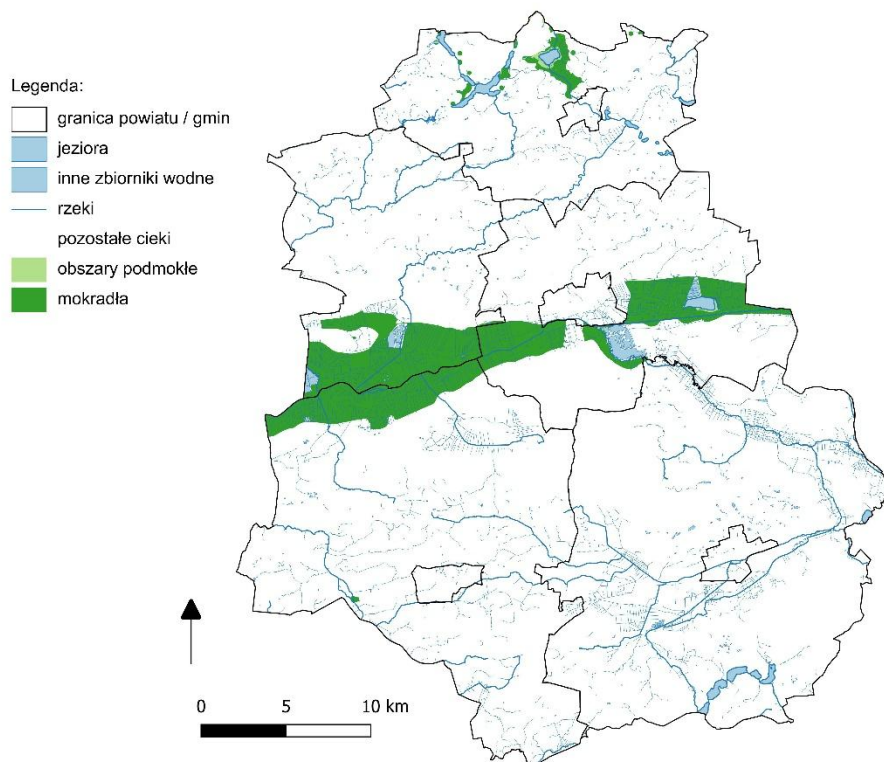 Legenda:
granica powiatu / gmin
jeziora
inne zbiorniki wodne
rzeki
pozostałe cieki
obszary podmokłe
mokradła
0 5 10 km